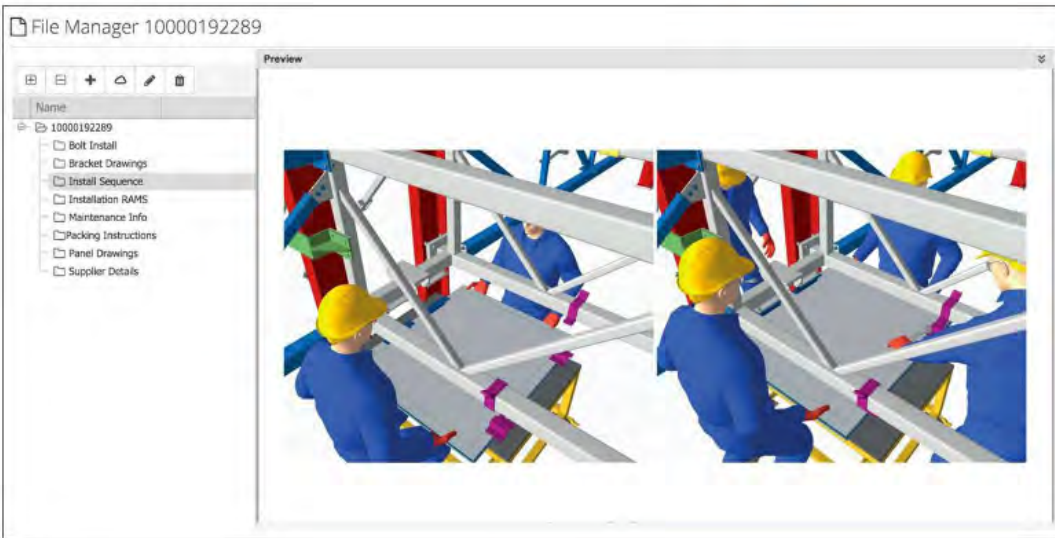 File Manager 10000192289
Preview
Name
10000192289
Bolt Install
Bracket Drawings
Install Sequence
Installation RAMS
Maintenance Info
Packing Instructions
Panel Drawings
Supplier Details